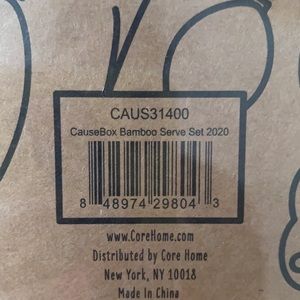 CAUS31400
CauseBox Bamboo Serve Set 2020
8 48974 29804 3
www.CoreHome.com
Distributed by Core Home
New York, NY 10018
Made In China